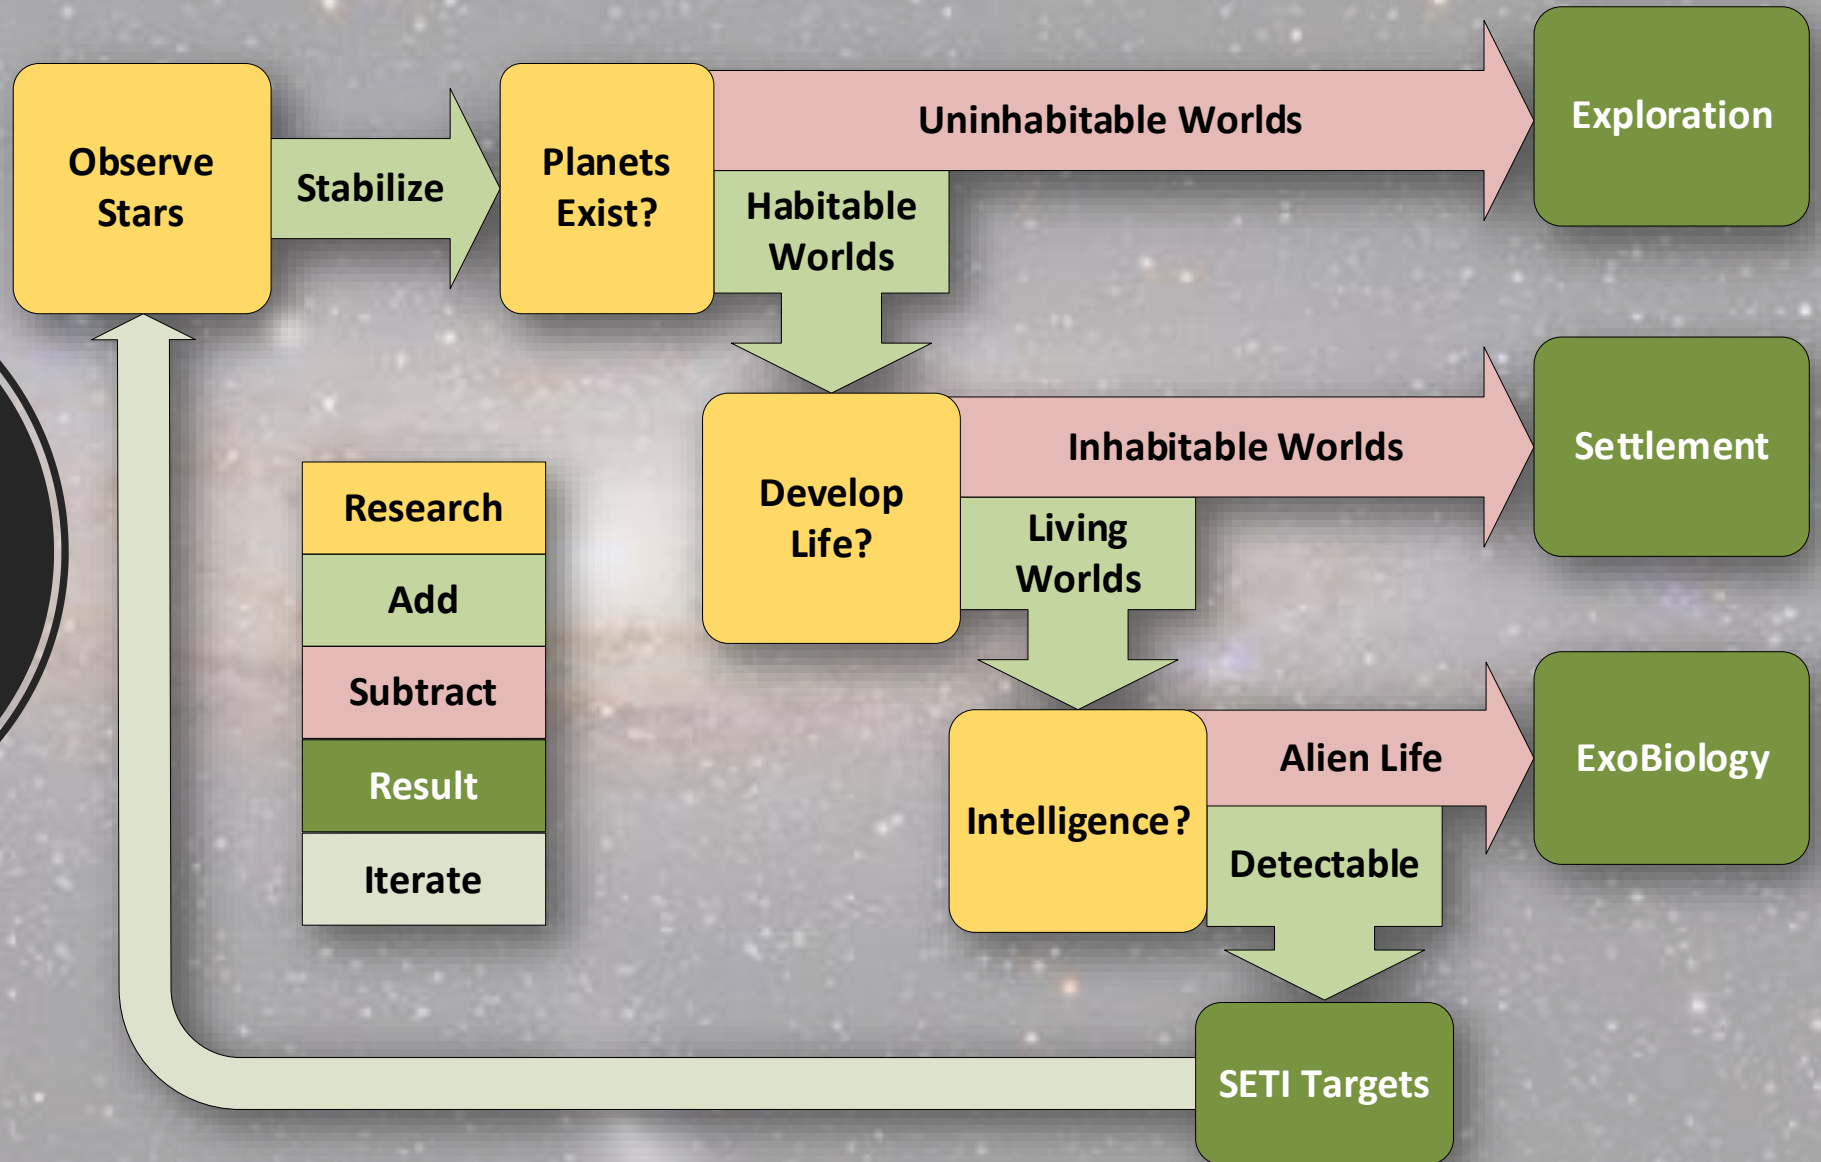 Observe
Stars
Stabilize
Planets
Exist?
Uninhabitable Worlds
Exploration
Habitable
Worlds
Develop
Life?
Inhabitable Worlds
Settlement
Living
Worlds
Research
Add
Subtract
Result
Iterate
Intelligence?
Alien Life
ExoBiology
Detectable
SETI Targets